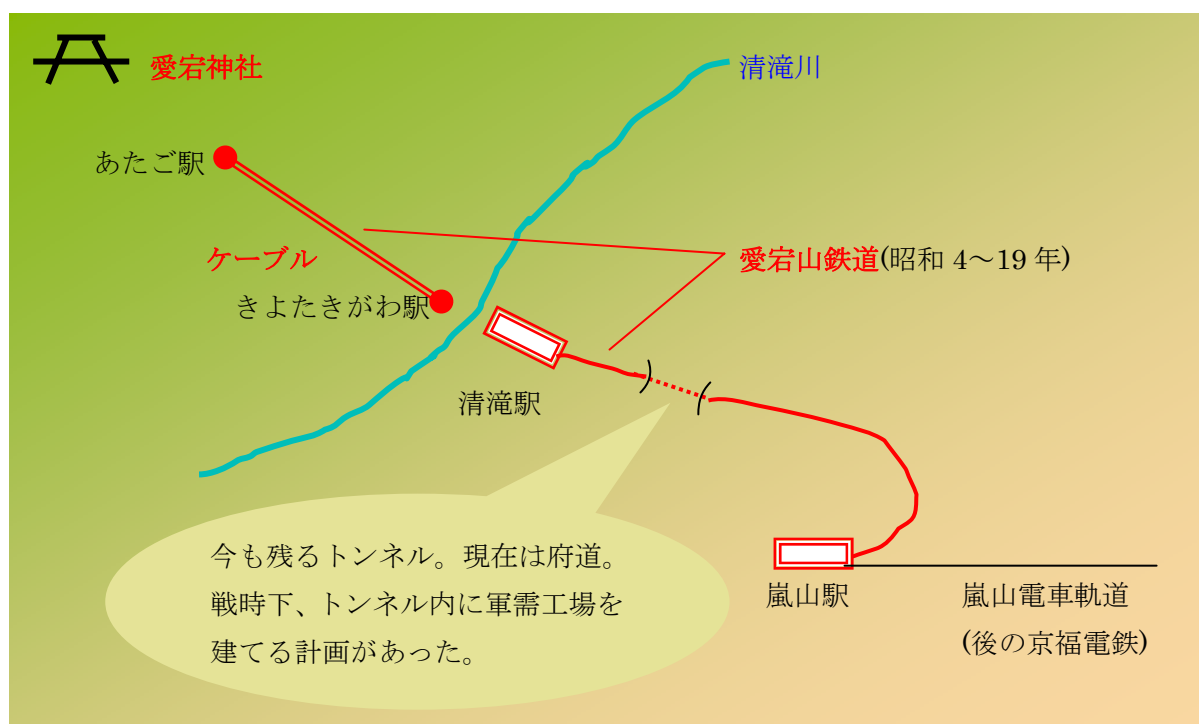 愛宕神社
清滝川
あたご駅
愛宕山鉄道(昭和 4～19 年)
ケーブル
きよたきがわ駅
清滝駅
今も残るトンネル。現在は府道。
戦時下、トンネル内に軍需工場を
建てる計画があった。
嵐山駅
嵐山電車軌道
(後の京福電鉄)